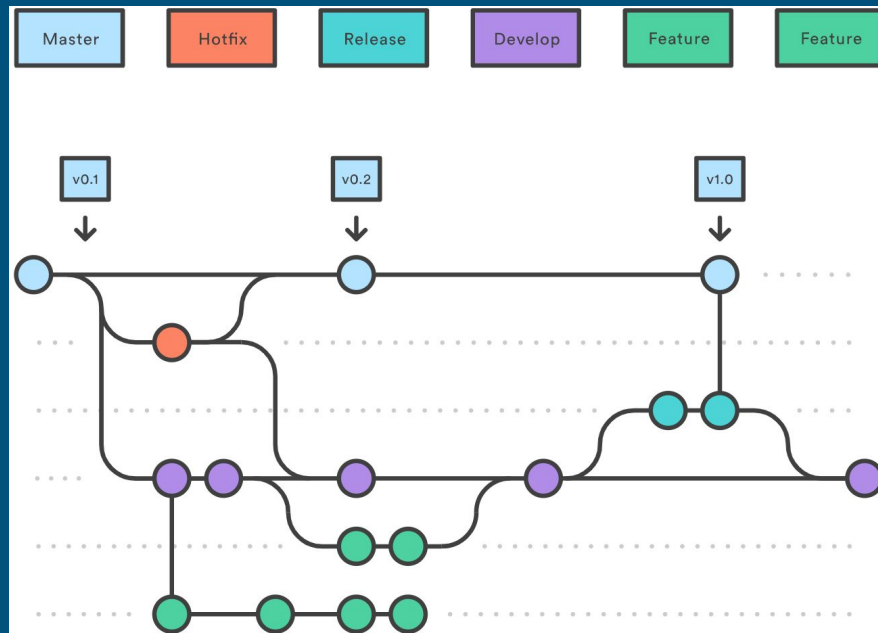 Master
Hotfix
Release
Develop
Feature
Feature
v0.1
v0.2
v1.0